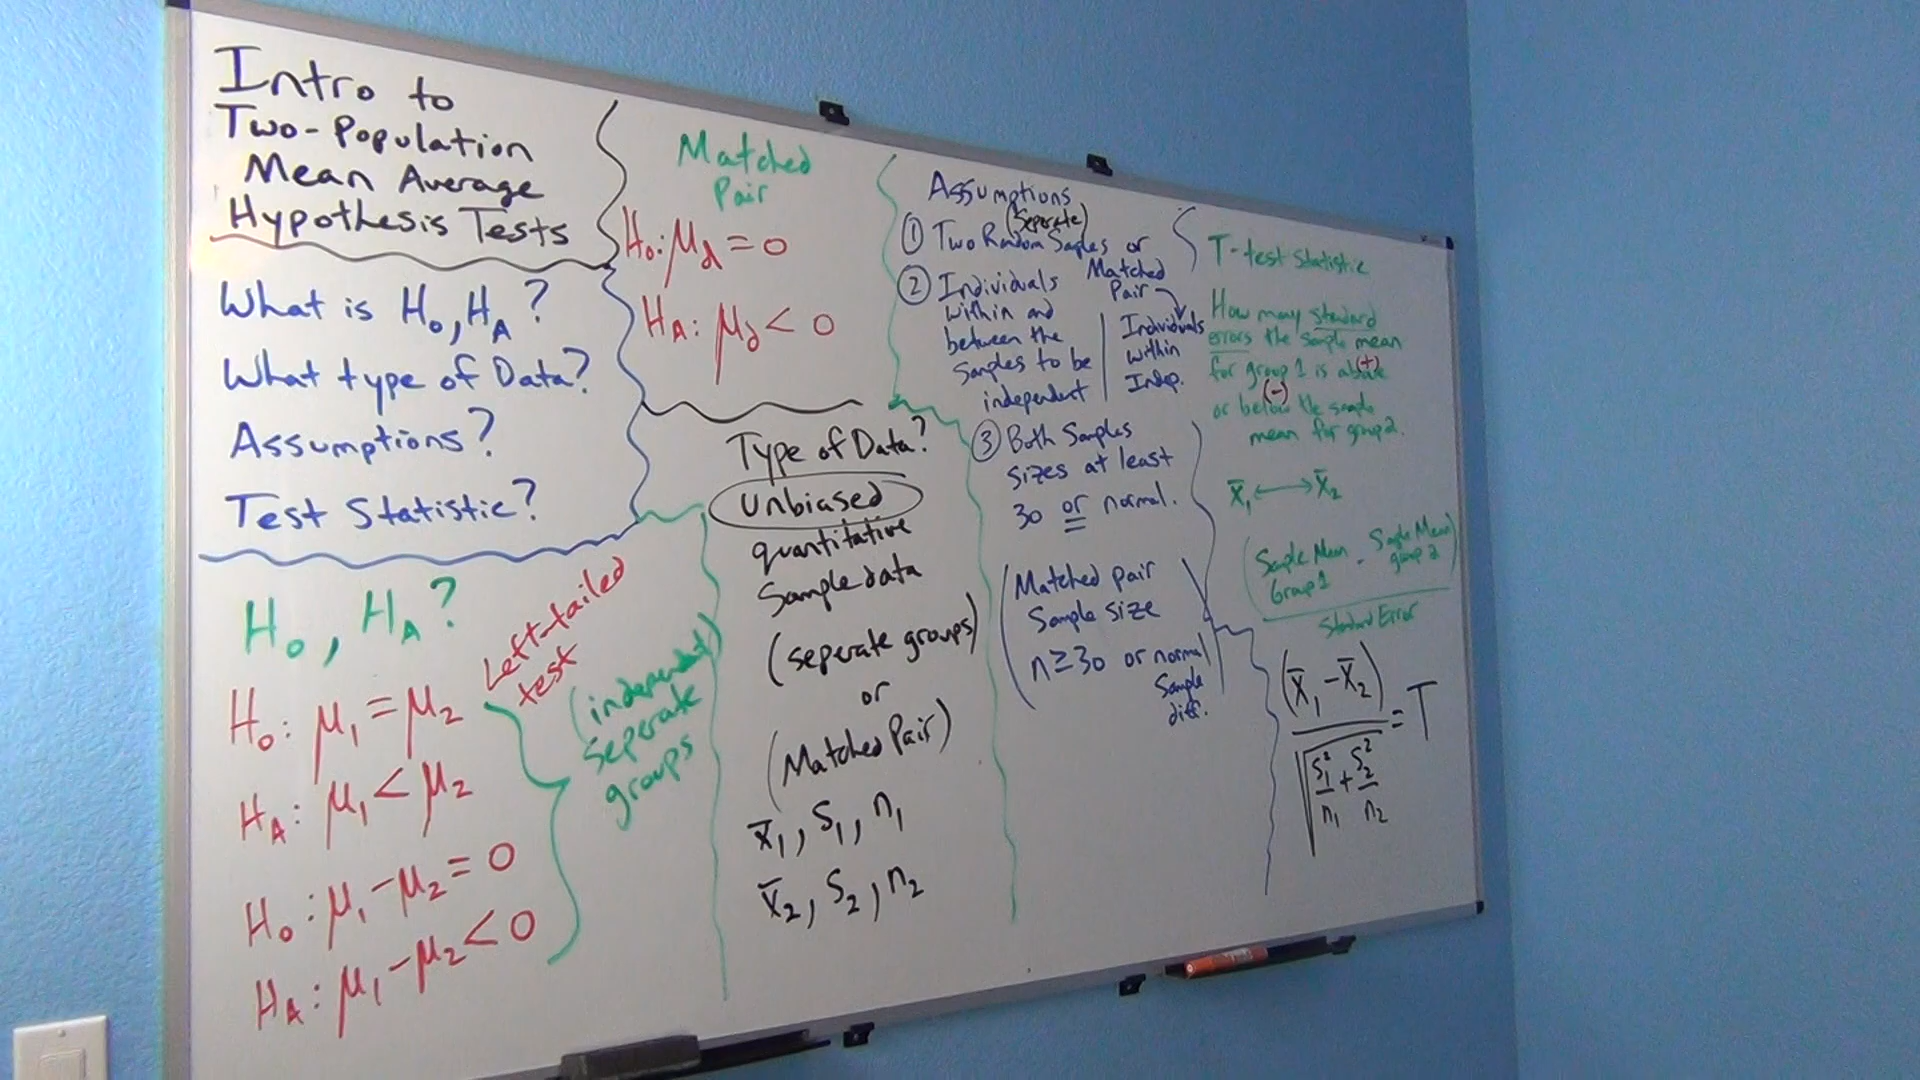 Intro to
Two-Population
Mean Average
Hypothesis Tests
What is H₀, H_A?
What type of Data?
Assumptions?
Test Statistic?
H₀, H_A?
Left-tailed
test
H₀: μ₁ = μ₂
H_A: μ₁ < μ₂
H₀: μ₁ - μ₂ = 0
H_A: μ₁ - μ₂ < 0
(independent)
Seperate
groups
Matched
Pair
H₀: μ_d = 0
H_A: μ_d < 0
Type of Data?
Unbiased
quantitative
Sample data
(seperate groups)
or
(Matched Pair)
x̄₁, S₁, n₁
x̄₂, S₂, n₂
Assumptions
(Seperate)
① Two Random Samples or
Matched
Pair
② Individuals
within and
between the
Samples to be
independent
Individuals
within
Indep.
③ Both Samples
sizes at least
30 or normal.
(Matched pair
Sample size
n ≥ 30 or normal)
Sample
diff.
T-test Statistic
How many standard
errors the sample mean
for group 1 is above (+)
or below (-) the sample
mean for group 2.
x̄₁ ⟷ x̄₂
(Sample Mean Group 1 - Sample Mean group 2)
Standard Error
(x̄₁ - x̄₂) / √(S₁²/n₁ + S₂²/n₂) = T